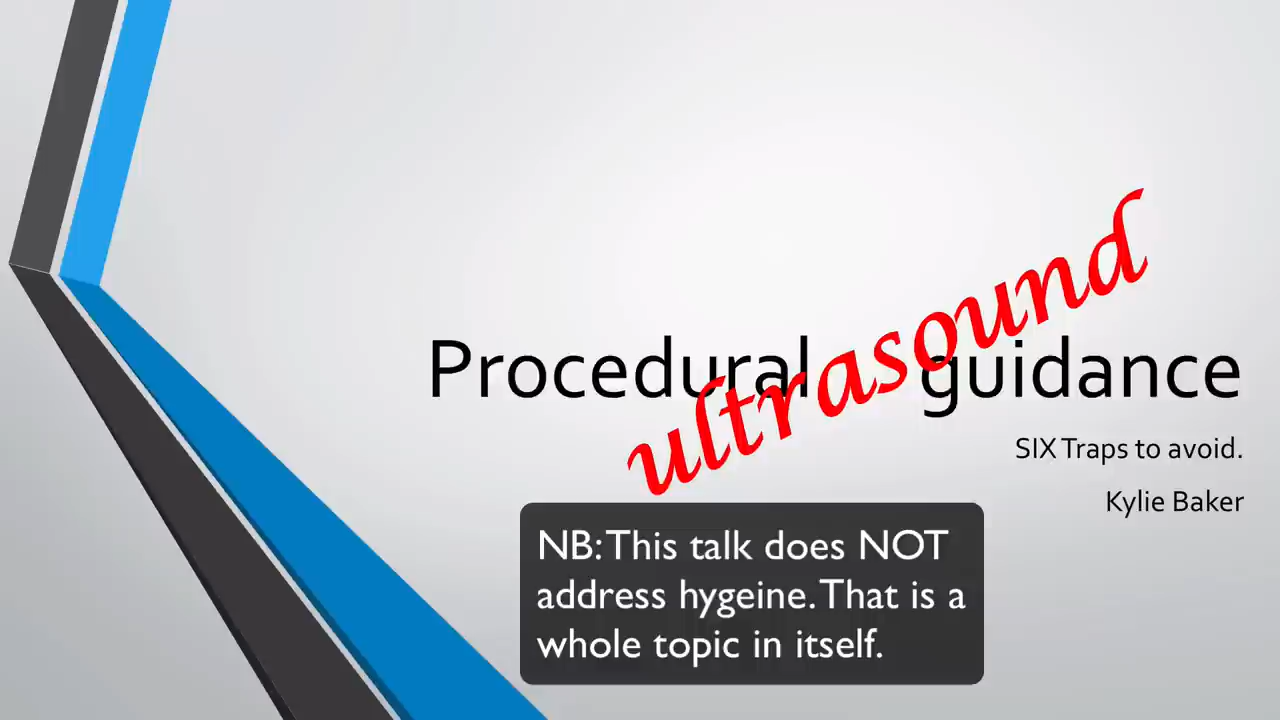 Procedural guidance
ultrasound
SIX Traps to avoid.
Kylie Baker
NB: This talk does NOT
address hygeine. That is a
whole topic in itself.